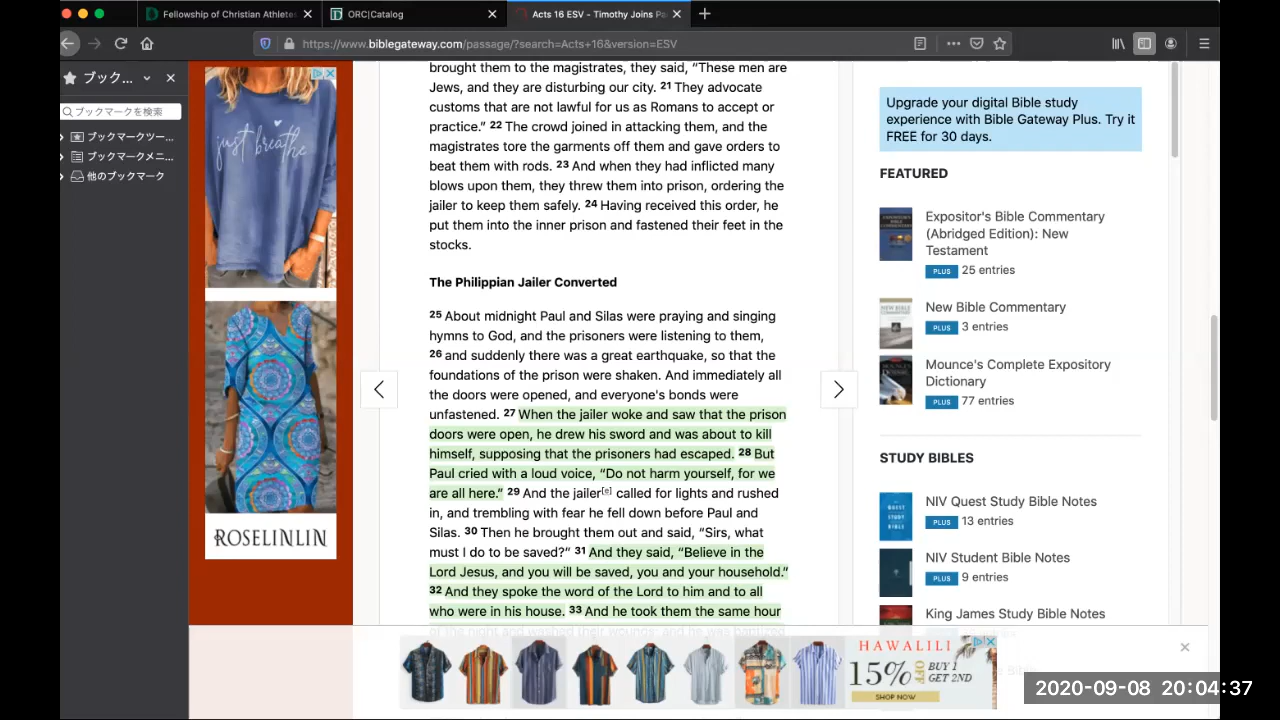 Fellowship of Christian Athletes
ORC|Catalog
Acts 16 ESV - Timothy Joins Pa
https://www.biblegateway.com/passage/?search=Acts+16&version=ESV
ブック...
ブックマークを検索
ブックマークツー...
ブックマークメニ...
他のブックマーク
just breathe
ROSELINLIN
brought them to the magistrates, they said, “These men are
Jews, and they are disturbing our city. 21 They advocate
customs that are not lawful for us as Romans to accept or
practice.” 22 The crowd joined in attacking them, and the
magistrates tore the garments off them and gave orders to
beat them with rods. 23 And when they had inflicted many
blows upon them, they threw them into prison, ordering the
jailer to keep them safely. 24 Having received this order, he
put them into the inner prison and fastened their feet in the
stocks.
The Philippian Jailer Converted
25 About midnight Paul and Silas were praying and singing
hymns to God, and the prisoners were listening to them,
26 and suddenly there was a great earthquake, so that the
foundations of the prison were shaken. And immediately all
the doors were opened, and everyone's bonds were
unfastened. 27 When the jailer woke and saw that the prison
doors were open, he drew his sword and was about to kill
himself, supposing that the prisoners had escaped. 28 But
Paul cried with a loud voice, “Do not harm yourself, for we
are all here.” 29 And the jailer[e] called for lights and rushed
in, and trembling with fear he fell down before Paul and
Silas. 30 Then he brought them out and said, “Sirs, what
must I do to be saved?” 31 And they said, “Believe in the
Lord Jesus, and you will be saved, you and your household.”
32 And they spoke the word of the Lord to him and to all
who were in his house. 33 And he took them the same hour
of the night and washed their wounds; and he was baptized
Upgrade your digital Bible study
experience with Bible Gateway Plus. Try it
FREE for 30 days.
FEATURED
Expositor's Bible Commentary
(Abridged Edition): New
Testament
PLUS 25 entries
New Bible Commentary
PLUS 3 entries
Mounce's Complete Expository
Dictionary
PLUS 77 entries
STUDY BIBLES
NIV Quest Study Bible Notes
PLUS 13 entries
NIV Student Bible Notes
PLUS 9 entries
King James Study Bible Notes
HAWALILI
15% OFF BUY 1
GET 2ND
SHOP NOW
2020-09-08 20:04:37